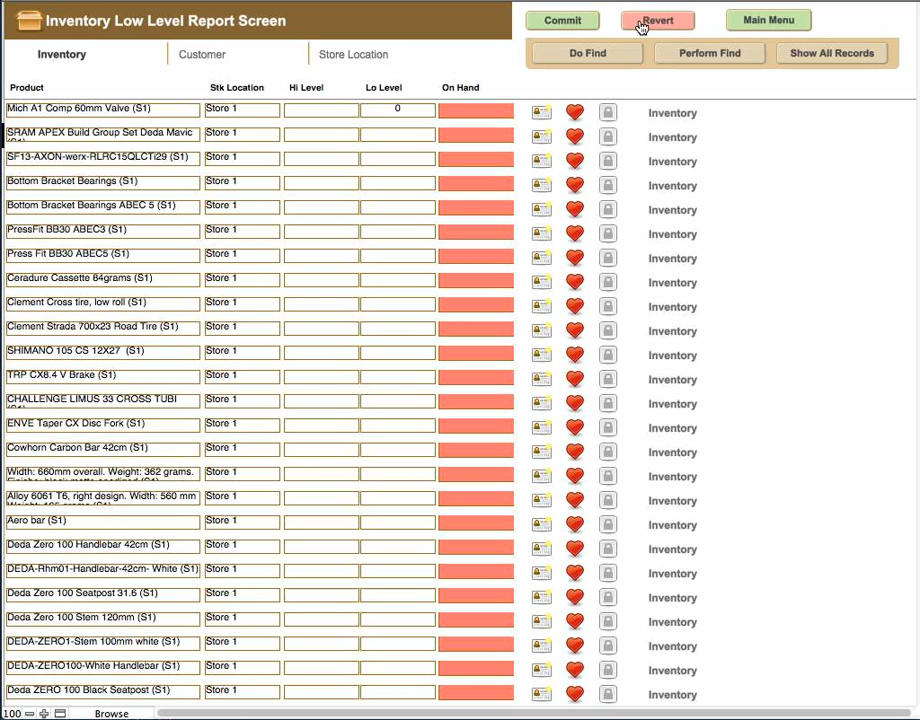 Inventory Low Level Report Screen
Commit Revert Main Menu
Inventory Customer Store Location
Do Find Perform Find Show All Records
Product Stk Location Hi Level Lo Level On Hand
Mich A1 Comp 60mm Valve (S1) Store 1 0 Inventory
SRAM APEX Build Group Set Deda Mavic Store 1 Inventory
SF13-AXON-werx-RLRC15QLCTi29 (S1) Store 1 Inventory
Bottom Bracket Bearings (S1) Store 1 Inventory
Bottom Bracket Bearings ABEC 5 (S1) Store 1 Inventory
PressFit BB30 ABEC3 (S1) Store 1 Inventory
Press Fit BB30 ABEC5 (S1) Store 1 Inventory
Ceradure Cassette 84grams (S1) Store 1 Inventory
Clement Cross tire, low roll (S1) Store 1 Inventory
Clement Strada 700x23 Road Tire (S1) Store 1 Inventory
SHIMANO 105 CS 12X27 (S1) Store 1 Inventory
TRP CX8.4 V Brake (S1) Store 1 Inventory
CHALLENGE LIMUS 33 CROSS TUBI Store 1 Inventory
ENVE Taper CX Disc Fork (S1) Store 1 Inventory
Cowhorn Carbon Bar 42cm (S1) Store 1 Inventory
Width: 660mm overall. Weight: 362 grams. Store 1 Inventory
Alloy 6061 T6, right design. Width: 560 mm Store 1 Inventory
Aero bar (S1) Store 1 Inventory
Deda Zero 100 Handlebar 42cm (S1) Store 1 Inventory
DEDA-Rhm01-Handlebar-42cm- White (S1) Store 1 Inventory
Deda Zero 100 Seatpost 31.6 (S1) Store 1 Inventory
Deda Zero 100 Stem 120mm (S1) Store 1 Inventory
DEDA-ZERO1-Stem 100mm white (S1) Store 1 Inventory
DEDA-ZERO100-White Handlebar (S1) Store 1 Inventory
Deda ZERO 100 Black Seatpost (S1) Store 1 Inventory
100 Browse